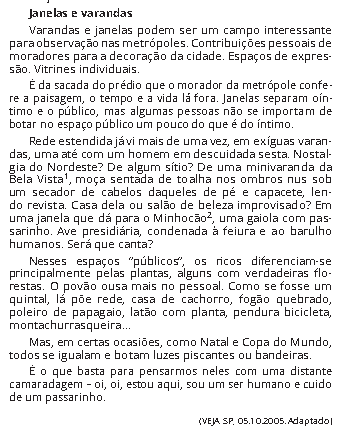 Janelas e varandas
Varandas e janelas podem ser um campo interessante
para observação nas metrópoles. Contribuições pessoais de
moradores para a decoração da cidade. Espaços de expres-
são. Vitrines individuais.
É da sacada do prédio que o morador da metrópole confe-
re a paisagem, o tempo e a vida lá fora. Janelas separam o ín-
timo e o público, mas algumas pessoas não se importam de
botar no espaço público um pouco do que é do íntimo.
Rede estendida já vi mais de uma vez, em exíguas varan-
das, uma até com um homem em descuidada sesta. Nostal-
gia do Nordeste? De algum sítio? De uma minivaranda da
Bela Vista¹, moça sentada de toalha nos ombros nus sob
um secador de cabelos daqueles de pé e capacete, len-
do revista. Casa dela ou salão de beleza improvisado? Em
uma janela que dá para o Minhocão², uma gaiola com pas-
sarinho. Ave presidiária, condenada à feiura e ao barulho
humanos. Será que canta?
Nesses espaços “públicos”, os ricos diferenciam-se
principalmente pelas plantas, alguns com verdadeiras flo-
restas. O povão ousa mais no pessoal. Como se fosse um
quintal, lá põe rede, casa de cachorro, fogão quebrado,
poleiro de papagaio, latão com planta, pendura bicicleta,
montachurrasqueira...
Mas, em certas ocasiões, como Natal e Copa do Mundo,
todos se igualam e botam luzes piscantes ou bandeiras.
É o que basta para pensarmos neles com uma distante
camaradagem – oi, oi, estou aqui, sou um ser humano e cuido
de um passarinho.
(VEJA SP, 05.10.2005. Adaptado)